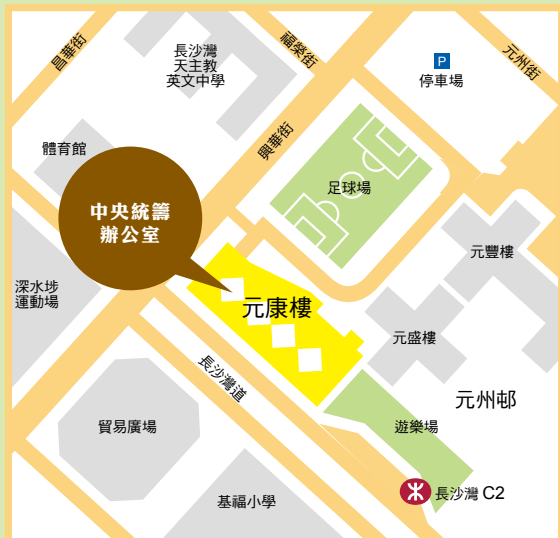 昌華街
長沙灣
天主教
英文中學
福榮街
元州街
P
停車場
興華街
體育館
足球場
中央統籌
辦公室
元豐樓
深水埗
運動場
元康樓
元盛樓
長沙灣道
元州邨
貿易廣場
遊樂場
長沙灣 C2
基福小學